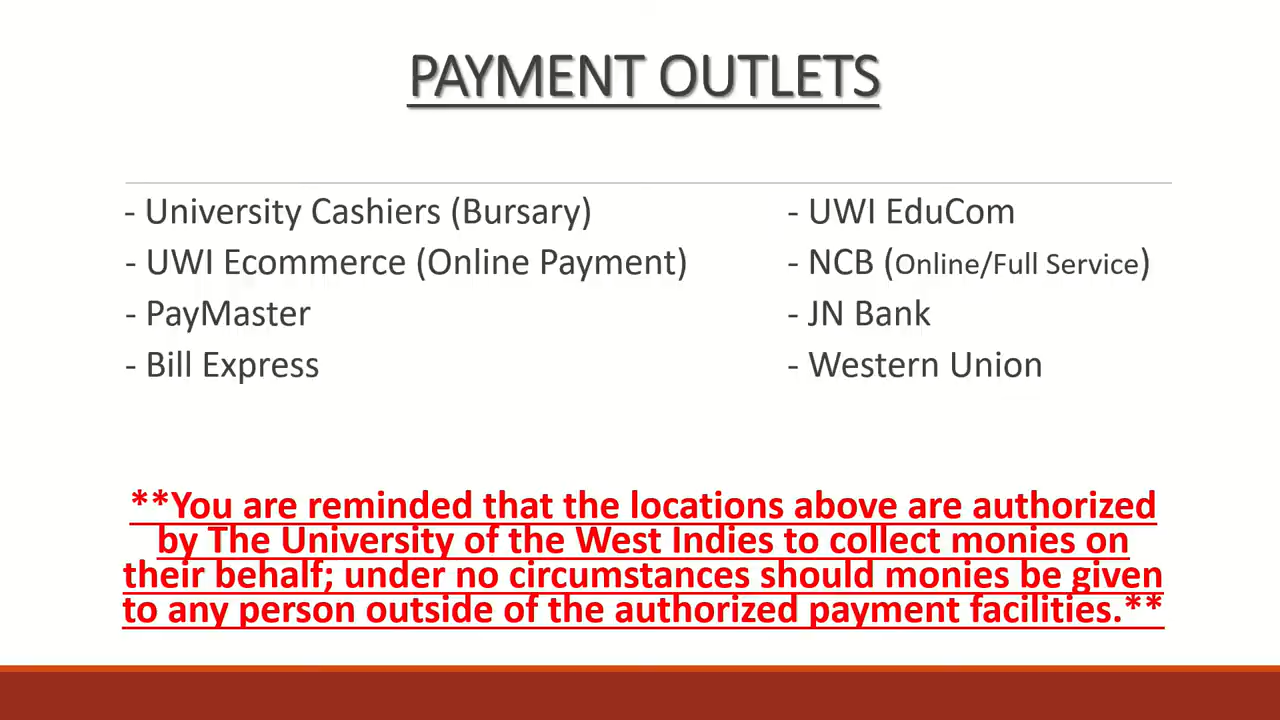 PAYMENT OUTLETS
- University Cashiers (Bursary)
- UWI Ecommerce (Online Payment)
- PayMaster
- Bill Express
- UWI EduCom
- NCB (Online/Full Service)
- JN Bank
- Western Union
**You are reminded that the locations above are authorized
by The University of the West Indies to collect monies on
their behalf; under no circumstances should monies be given
to any person outside of the authorized payment facilities.**